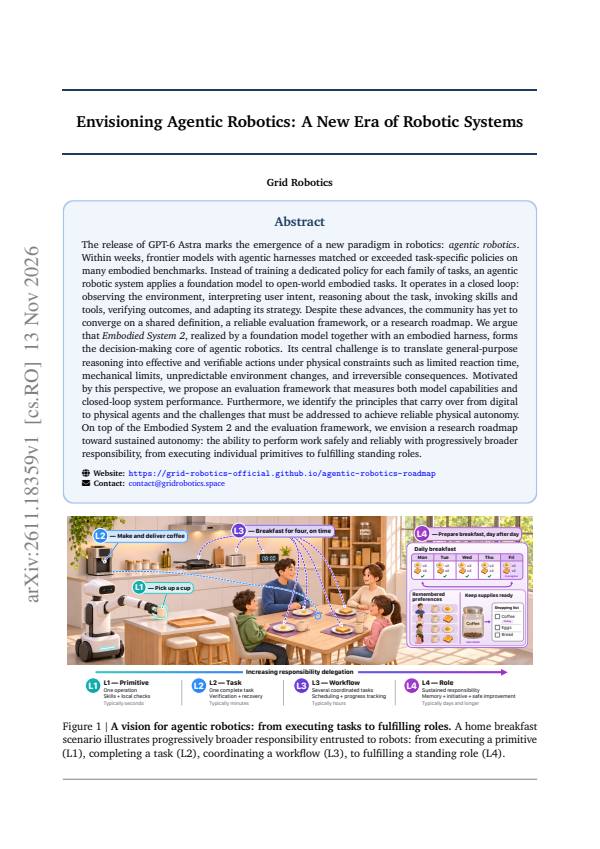 arXiv:2611.18359v1 [cs.RO] 13 Nov 2026
Envisioning Agentic Robotics: A New Era of Robotic Systems
Grid Robotics
Abstract
The release of GPT-6 Astra marks the emergence of a new paradigm in robotics: agentic robotics.
Within weeks, frontier models with agentic harnesses matched or exceeded task-specific policies on
many embodied benchmarks. Instead of training a dedicated policy for each family of tasks, an agentic
robotic system applies a foundation model to open-world embodied tasks. It operates in a closed loop:
observing the environment, interpreting user intent, reasoning about the task, invoking skills and
tools, verifying outcomes, and adapting its strategy. Despite these advances, the community has yet to
converge on a shared definition, a reliable evaluation framework, or a research roadmap. We argue
that Embodied System 2, realized by a foundation model together with an embodied harness, forms
the decision-making core of agentic robotics. Its central challenge is to translate general-purpose
reasoning into effective and verifiable actions under physical constraints such as limited reaction time,
mechanical limits, unpredictable environment changes, and irreversible consequences. Motivated
by this perspective, we propose an evaluation framework that measures both model capabilities and
closed-loop system performance. Furthermore, we identify the principles that carry over from digital
to physical agents and the challenges that must be addressed to achieve reliable physical autonomy.
On top of the Embodied System 2 and the evaluation framework, we envision a research roadmap
toward sustained autonomy: the ability to perform work safely and reliably with progressively broader
responsibility, from executing individual primitives to fulfilling standing roles.
Website: https://grid-robotics-official.github.io/agentic-robotics-roadmap
Contact: contact@gridrobotics.space
L2 — Make and deliver coffee
L3 — Breakfast for four, on time
L4 — Prepare breakfast, day after day
08:00
L1 — Pick up a cup
Daily breakfast
Mon Tue Wed Thu Fri
Remembered preferences
Keep supplies ready
Coffee
Shopping list
Coffee
Eggs
Bread
Increasing responsibility delegation
L1 L1 — Primitive
One operation
Skills + local checks
Typically seconds
L2 L2 — Task
One complete task
Verification + recovery
Typically minutes
L3 L3 — Workflow
Several coordinated tasks
Scheduling + progress tracking
Typically hours
L4 L4 — Role
Sustained responsibility
Memory + initiative + safe improvement
Typically days and longer
Figure 1 | A vision for agentic robotics: from executing tasks to fulfilling roles. A home breakfast
scenario illustrates progressively broader responsibility entrusted to robots: from executing a primitive
(L1), completing a task (L2), coordinating a workflow (L3), to fulfilling a standing role (L4).